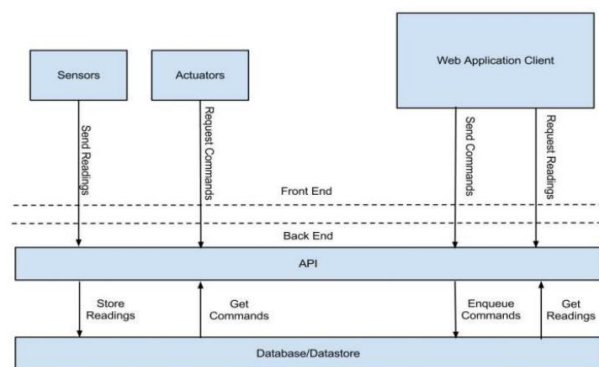 Sensors
Actuators
Web Application Client
Send Readings
Request Commands
Send Commands
Request Readings
Front End
Back End
API
Store
Readings
Get
Commands
Enqueue
Commands
Get
Readings
Database/Datastore